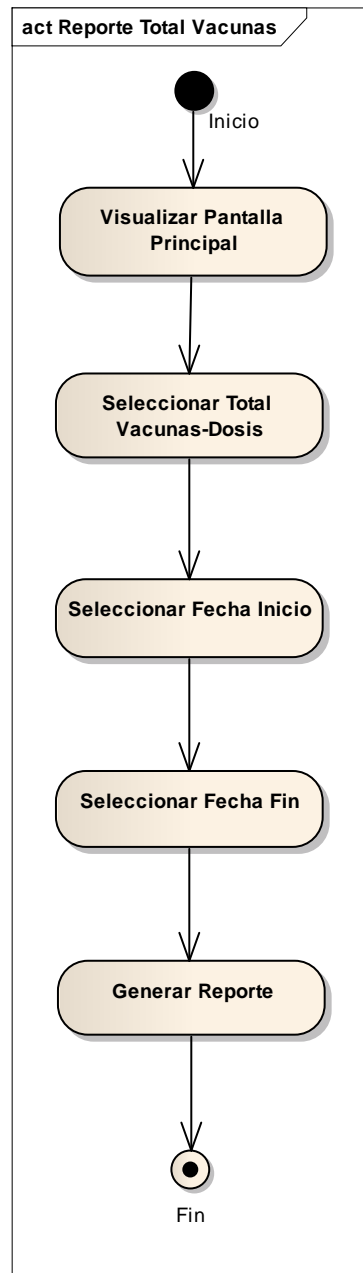 act Reporte Total Vacunas
Inicio
Visualizar Pantalla
Principal
Seleccionar Total
Vacunas-Dosis
Seleccionar Fecha Inicio
Seleccionar Fecha Fin
Generar Reporte
Fin